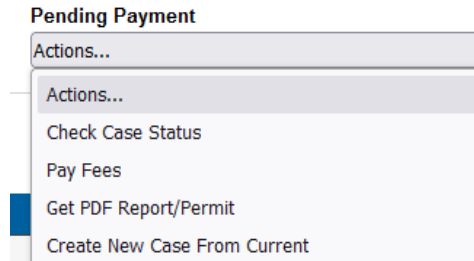 Pending Payment
Actions...
Actions...
Check Case Status
Pay Fees
Get PDF Report/Permit
Create New Case From Current